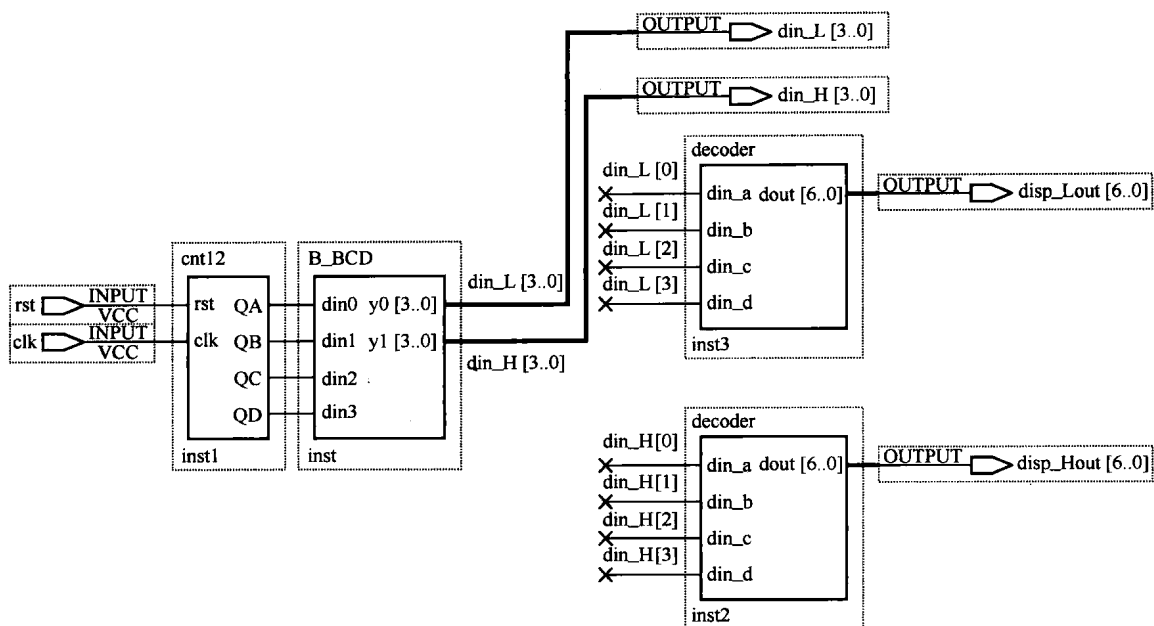 OUTPUT din_L [3..0]
OUTPUT din_H [3..0]
decoder
din_L [0]
din_L [1]
din_L [2]
din_L [3]
din_a dout [6..0]
din_b
din_c
din_d
inst3
OUTPUT disp_Lout [6..0]
cnt12
rst INPUT VCC
clk INPUT VCC
rst QA
clk QB
QC
QD
inst1
B_BCD
din0 y0 [3..0]
din1 y1 [3..0]
din2
din3
inst
din_L [3..0]
din_H [3..0]
decoder
din_H[0]
din_H[1]
din_H[2]
din_H[3]
din_a dout [6..0]
din_b
din_c
din_d
inst2
OUTPUT disp_Hout [6..0]